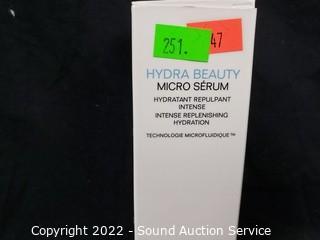 251.
47
HYDRA BEAUTY
MICRO SÉRUM
HYDRATANT REPULPANT
INTENSE
INTENSE REPLENISHING
HYDRATION
TECHNOLOGIE MICROFLUIDIQUE™
Copyright 2022 - Sound Auction Service